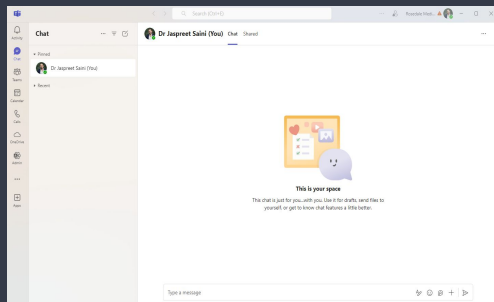 Search (Ctrl+E)
Activity
Chat
Teams
Calendar
Calls
OneDrive
Admin
Apps
Chat
Pinned
Dr Jaspreet Saini (You)
Recent
Dr Jaspreet Saini (You) Chat Shared
This is your space
This chat is just for you...with you. Use it for drafts, send files to
yourself, or get to know chat features a little better.
Type a message